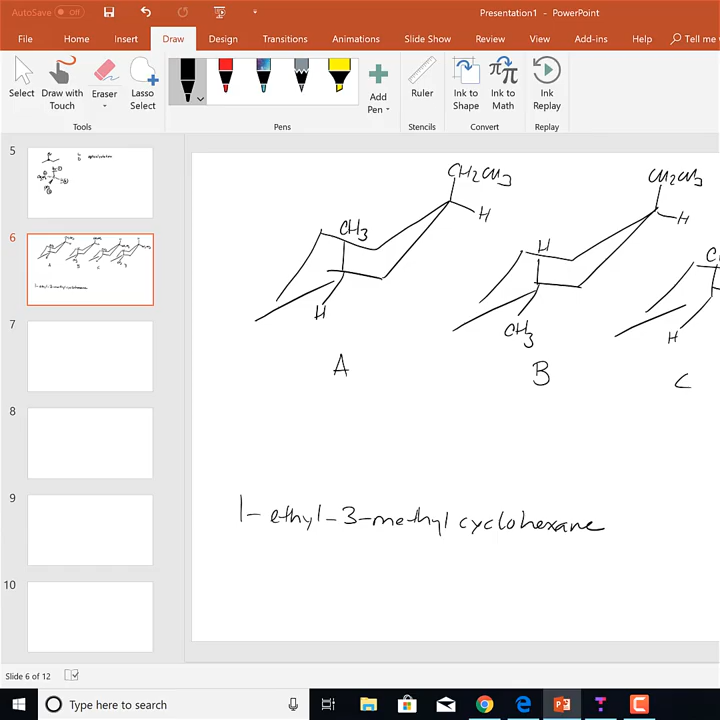 AutoSave Off
Presentation1 - PowerPoint
File Home Insert Draw Design Transitions Animations Slide Show Review View Add-ins Help Tell me
Select
Draw with Touch
Eraser
Lasso Select
Add Pen
Ruler
Ink to Shape
Ink to Math
Ink Replay
Tools Pens Stencils Convert Replay
5
6
7
8
9
10
CH2CH3
H
CH3
H
A
CH2CH3
H
H
CH3
B
H
C
1-ethyl-3-methylcyclohexane
Slide 6 of 12
Type here to search